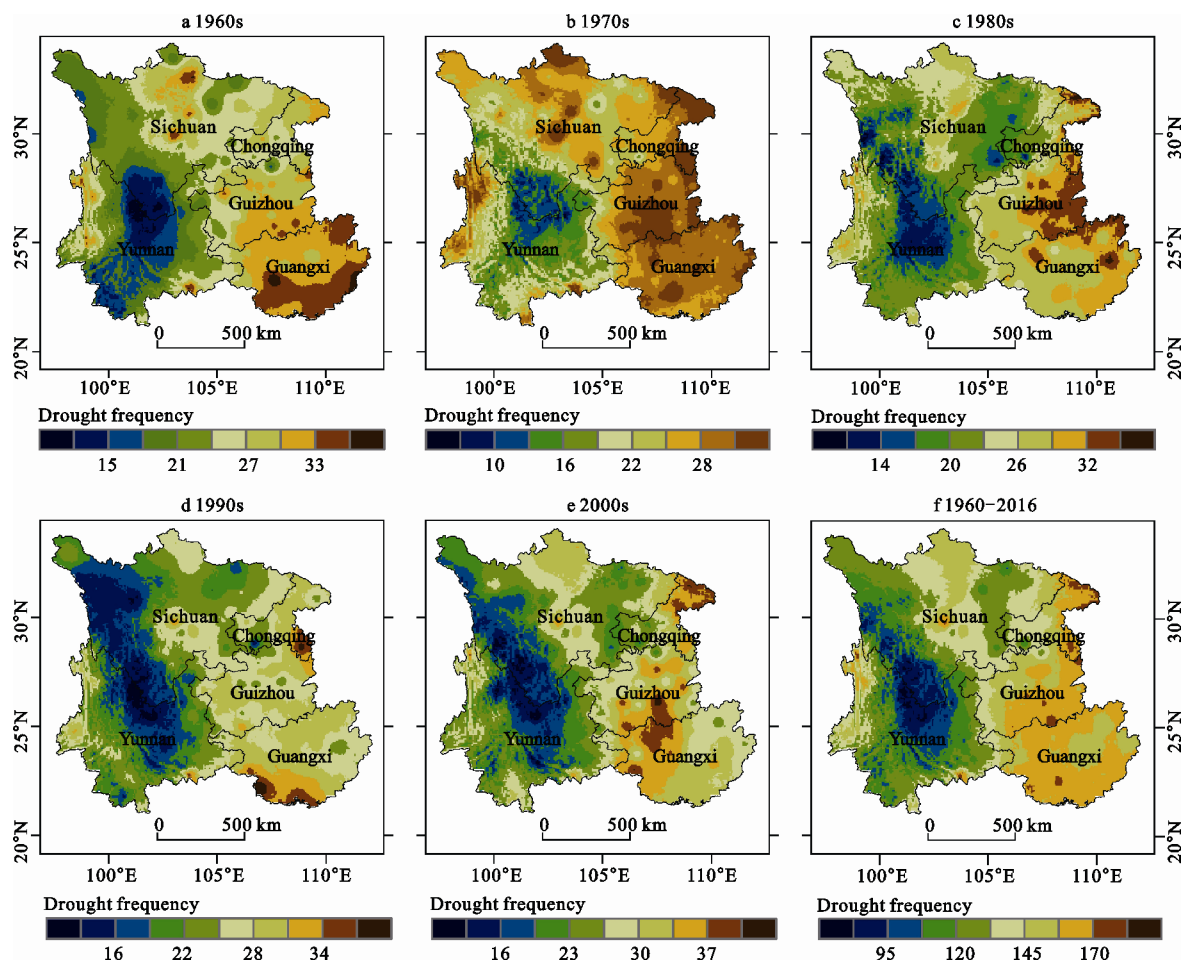 a 1960s
b 1970s
c 1980s
30°N
25°N
20°N
Sichuan
Chongqing
Guizhou
Yunnan
Guangxi
0 500 km
100°E 105°E 110°E
Sichuan
Chongqing
Guizhou
Yunnan
Guangxi
0 500 km
100°E 105°E 110°E
Sichuan
Chongqing
Guizhou
Yunnan
Guangxi
0 500 km
100°E 105°E 110°E
30°N
25°N
20°N
Drought frequency
15 21 27 33
Drought frequency
10 16 22 28
Drought frequency
14 20 26 32
d 1990s
e 2000s
f 1960−2016
30°N
25°N
20°N
Sichuan
Chongqing
Guizhou
Yunnan
Guangxi
0 500 km
100°E 105°E 110°E
Sichuan
Chongqing
Guizhou
Yunnan
Guangxi
0 500 km
100°E 105°E 110°E
Sichuan
Chongqing
Guizhou
Yunnan
Guangxi
0 500 km
100°E 105°E 110°E
30°N
25°N
20°N
Drought frequency
16 22 28 34
Drought frequency
16 23 30 37
Drought frequency
95 120 145 170